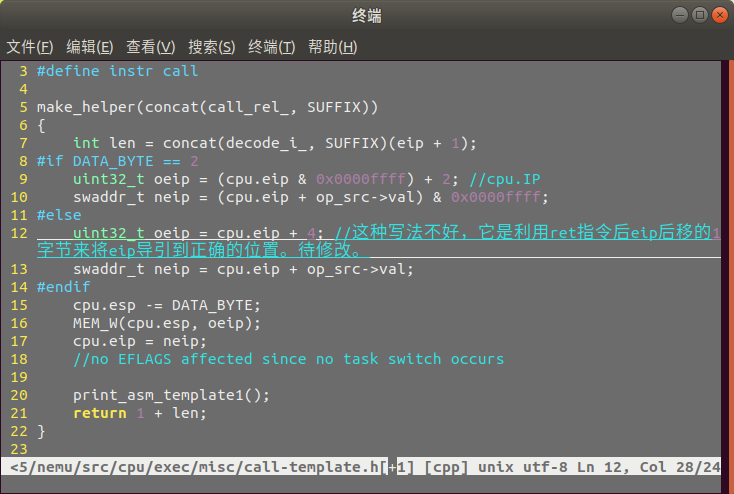 终端
文件(F) 编辑(E) 查看(V) 搜索(S) 终端(T) 帮助(H)
3 #define instr call
4
5 make_helper(concat(call_rel_, SUFFIX))
6 {
7     int len = concat(decode_i_, SUFFIX)(eip + 1);
8 #if DATA_BYTE == 2
9     uint32_t oeip = (cpu.eip & 0x0000ffff) + 2; //cpu.IP
10     swaddr_t neip = (cpu.eip + op_src->val) & 0x0000ffff;
11 #else
12     uint32_t oeip = cpu.eip + 4; //这种写法不好，它是利用ret指令后eip后移的1
字节来将eip导引到正确的位置。待修改。
13     swaddr_t neip = cpu.eip + op_src->val;
14 #endif
15     cpu.esp -= DATA_BYTE;
16     MEM_W(cpu.esp, oeip);
17     cpu.eip = neip;
18     //no EFLAGS affected since no task switch occurs
19
20     print_asm_template1();
21     return 1 + len;
22 }
23
<5/nemu/src/cpu/exec/misc/call-template.h[+1] [cpp] unix utf-8 Ln 12, Col 28/24